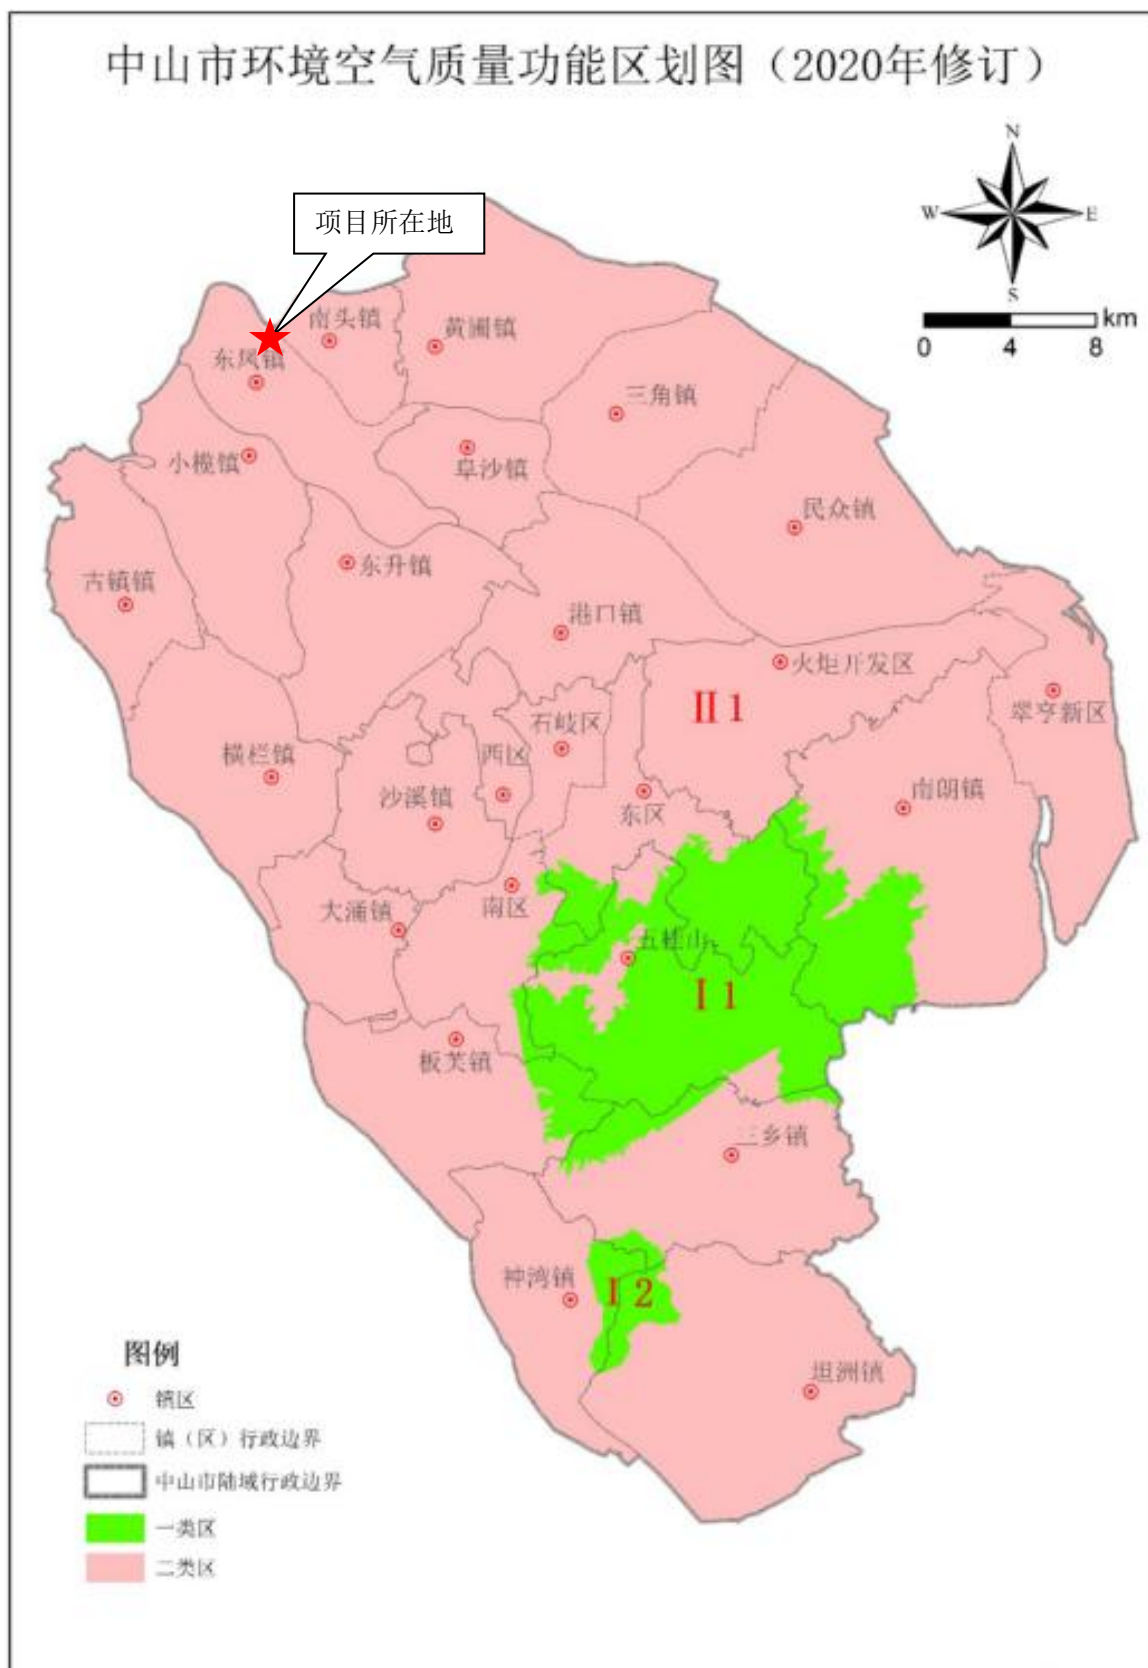 中山市环境空气质量功能区划图（2020年修订）
N
W
E
S
km
0 4 8
项目所在地
南头镇
黄圃镇
东凤镇
三角镇
小榄镇
阜沙镇
民众镇
东升镇
古镇镇
港口镇
火炬开发区
II 1
翠亨新区
石岐区
西区
横栏镇
沙溪镇
东区
南朗镇
大涌镇
南区
五桂山
I 1
板芙镇
三乡镇
神湾镇
I 2
坦洲镇
图例
镇区
镇（区）行政边界
中山市陆域行政边界
一类区
二类区